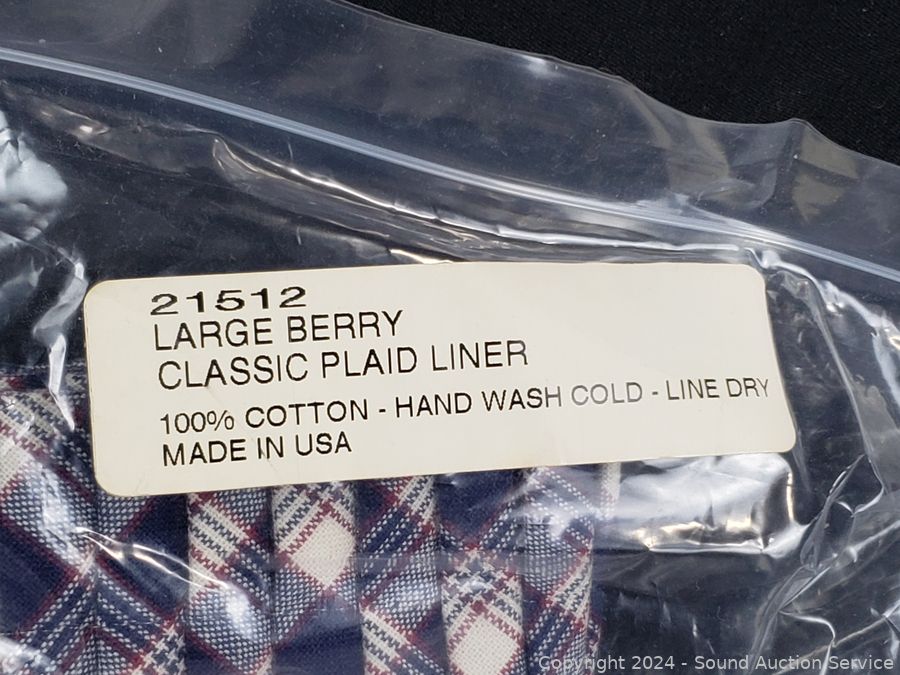 21512
LARGE BERRY
CLASSIC PLAID LINER
100% COTTON - HAND WASH COLD - LINE DRY
MADE IN USA
Copyright 2024 - Sound Auction Service